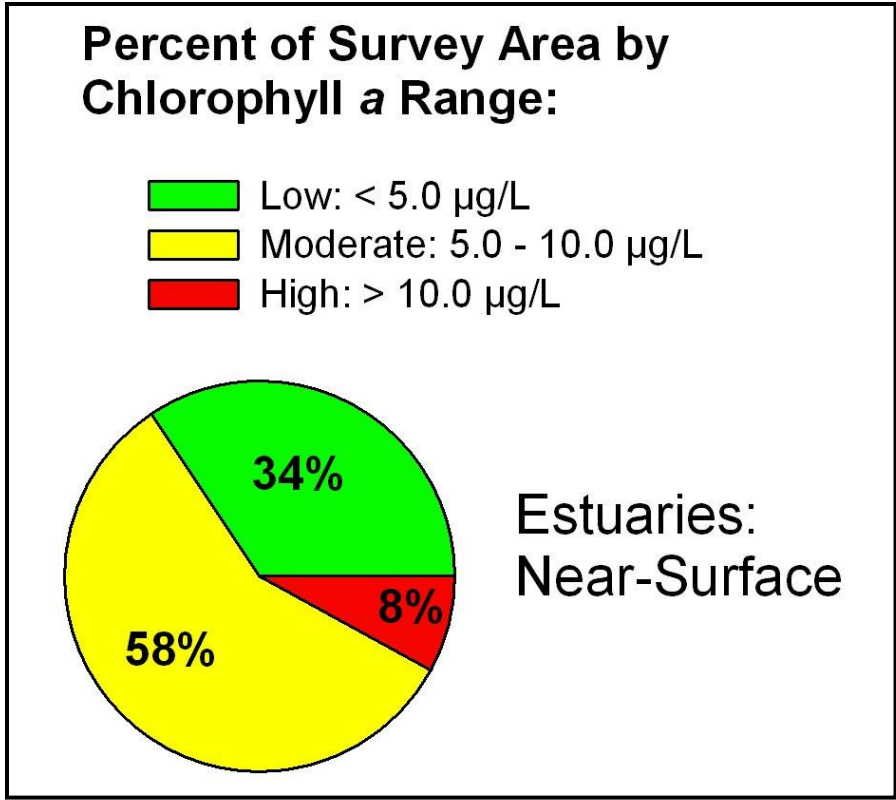 Percent of Survey Area by
Chlorophyll a Range:
Low: < 5.0 µg/L
Moderate: 5.0 - 10.0 µg/L
High: > 10.0 µg/L
34%
8%
58%
Estuaries:
Near-Surface